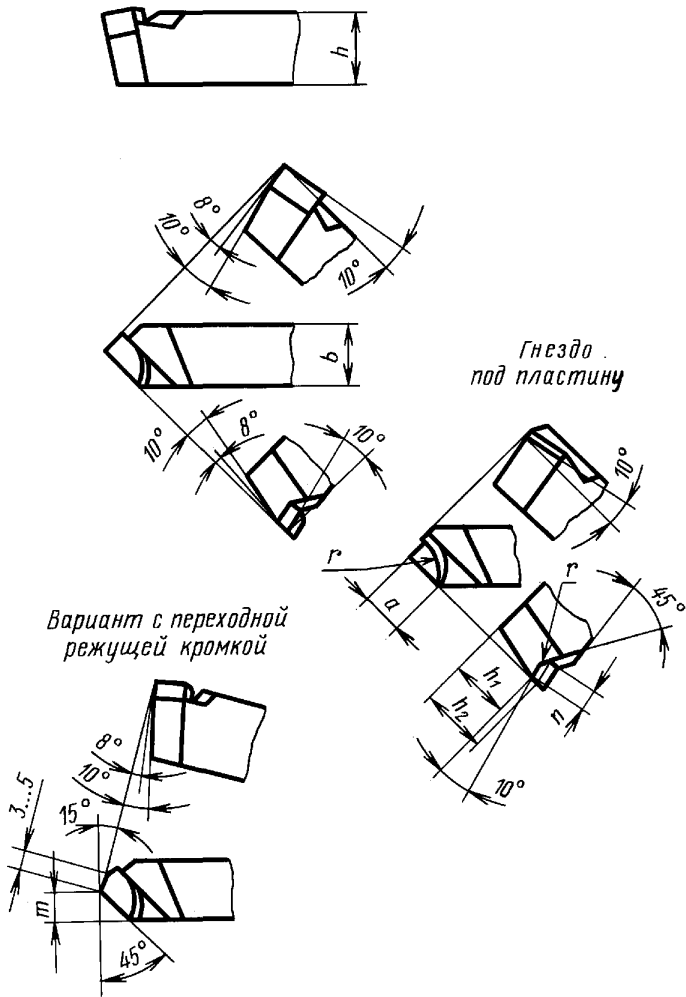 h
8°
10°
10°
b
Гнездо
под пластину
10°
8°
10°
10°
r
a
r
45°
h₁
h₂
n
10°
Вариант с переходной
режущей кромкой
8°
10°
3...5
15°
m
45°